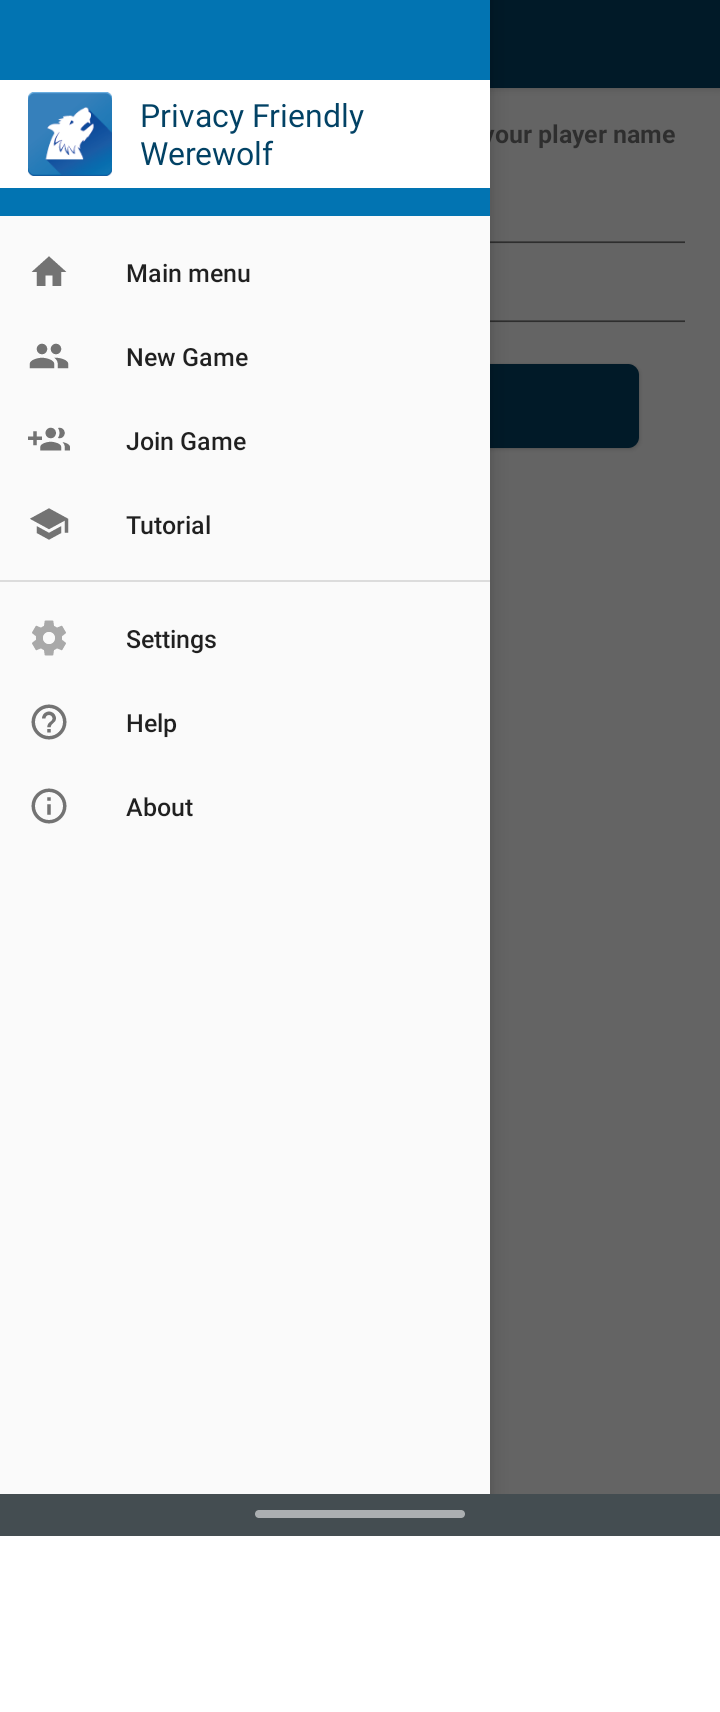 Privacy Friendly
Werewolf
your player name
Main menu
New Game
Join Game
Tutorial
Settings
Help
About